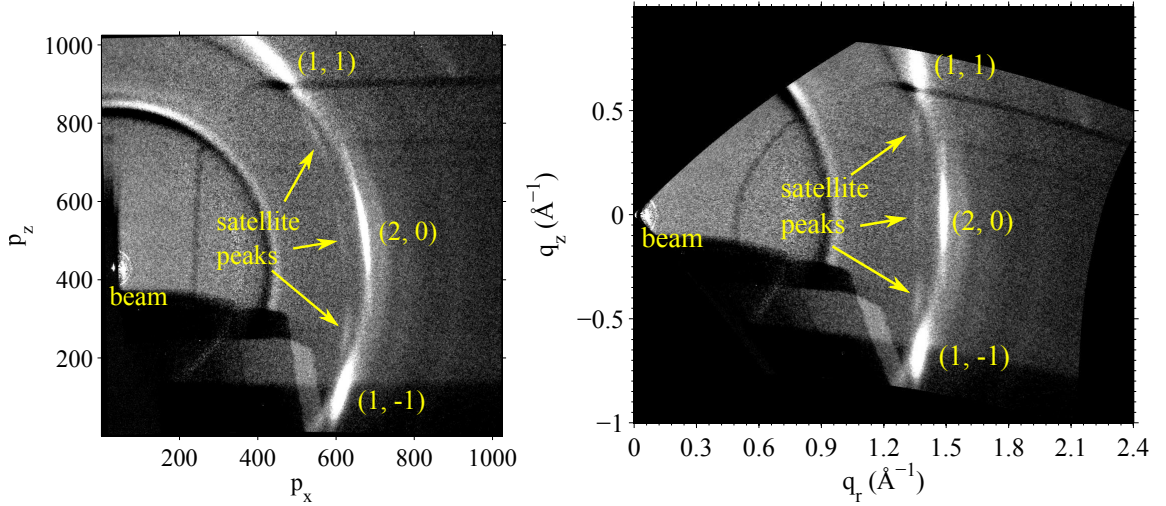 1000
800
600
400
200
p_z
(1, 1)
satellite
peaks
(2, 0)
beam
(1, -1)
200
400
600
800
1000
p_x
0.5
0
−0.5
−1
q_z (Å⁻¹)
(1, 1)
satellite
peaks
(2, 0)
beam
(1, -1)
0
0.3
0.6
0.9
1.2
1.5
1.8
2.1
2.4
q_r (Å⁻¹)